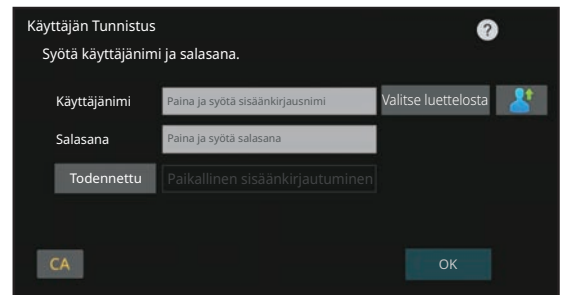 Käyttäjän Tunnistus
?
Syötä käyttäjänimi ja salasana.
Käyttäjänimi Paina ja syötä sisäänkirjausnimi Valitse luettelosta
Salasana Paina ja syötä salasana
Todennettu Paikallinen sisäänkirjautuminen
CA OK